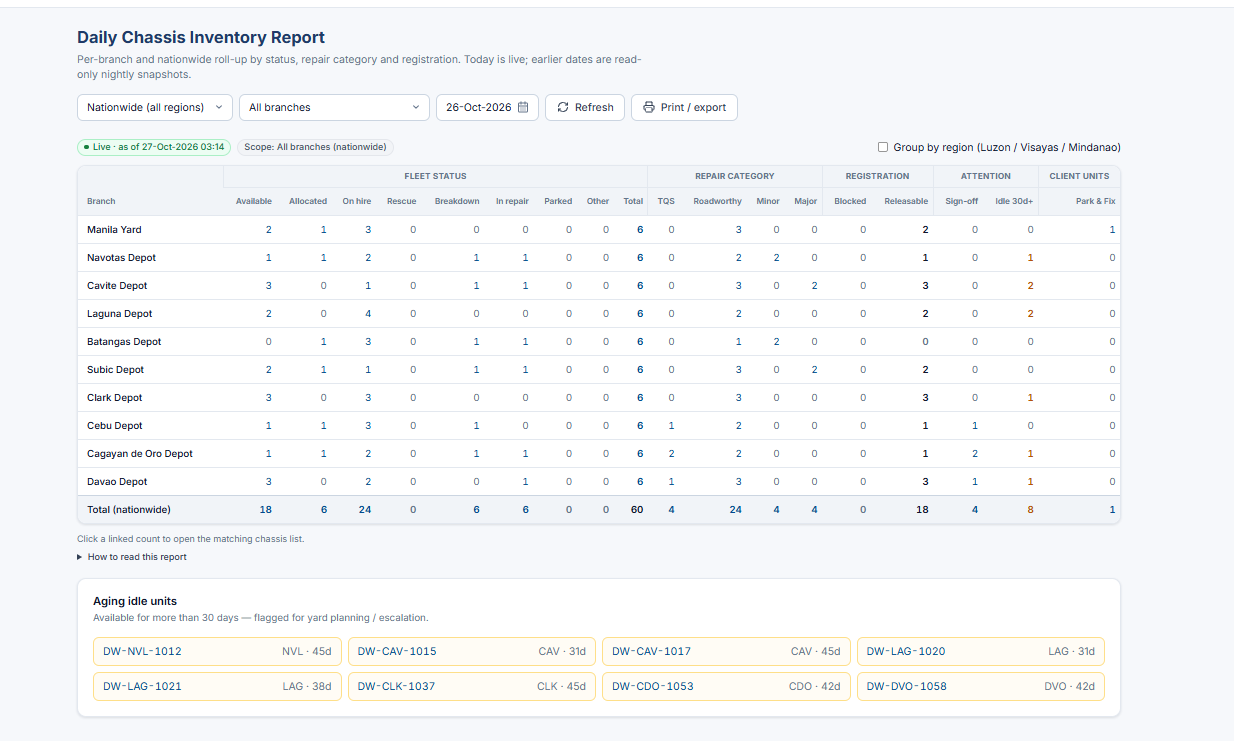 Daily Chassis Inventory Report
Per-branch and nationwide roll-up by status, repair category and registration. Today is live; earlier dates are read-
only nightly snapshots.
Nationwide (all regions) All branches 26-Oct-2026 Refresh Print / export
Live · as of 27-Oct-2026 03:14 Scope: All branches (nationwide) Group by region (Luzon / Visayas / Mindanao)
FLEET STATUS REPAIR CATEGORY REGISTRATION ATTENTION CLIENT UNITS
Branch Available Allocated On hire Rescue Breakdown In repair Parked Other Total TQS Roadworthy Minor Major Blocked Releasable Sign-off Idle 30d+ Park & Fix
Manila Yard 2 1 3 0 0 0 0 0 6 0 3 0 0 0 2 0 0 1
Navotas Depot 1 1 2 0 1 1 0 0 6 0 2 2 0 0 1 0 1 0
Cavite Depot 3 0 1 0 1 1 0 0 6 0 3 0 2 0 3 0 2 0
Laguna Depot 2 0 4 0 0 0 0 0 6 0 2 0 0 0 2 0 2 0
Batangas Depot 0 1 3 0 1 1 0 0 6 0 1 2 0 0 0 0 0 0
Subic Depot 2 1 1 0 1 1 0 0 6 0 3 0 2 0 2 0 0 0
Clark Depot 3 0 3 0 0 0 0 0 6 0 3 0 0 0 3 0 1 0
Cebu Depot 1 1 3 0 1 0 0 0 6 1 2 0 0 0 1 1 0 0
Cagayan de Oro Depot 1 1 2 0 1 1 0 0 6 2 2 0 0 0 1 2 1 0
Davao Depot 3 0 2 0 0 1 0 0 6 1 3 0 0 0 3 1 1 0
Total (nationwide) 18 6 24 0 6 6 0 0 60 4 24 4 4 0 18 4 8 1
Click a linked count to open the matching chassis list.
How to read this report
Aging idle units
Available for more than 30 days — flagged for yard planning / escalation.
DW-NVL-1012 NVL · 45d DW-CAV-1015 CAV · 31d DW-CAV-1017 CAV · 45d DW-LAG-1020 LAG · 31d
DW-LAG-1021 LAG · 38d DW-CLK-1037 CLK · 45d DW-CDO-1053 CDO · 42d DW-DVO-1058 DVO · 42d